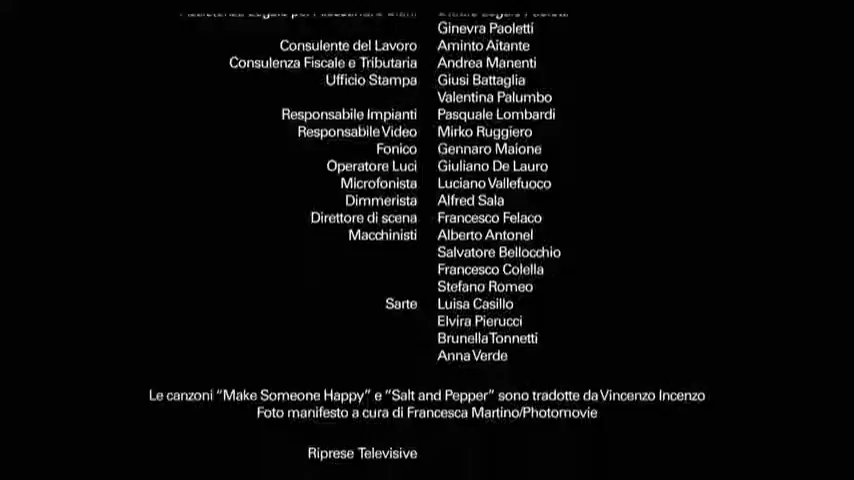 Ginevra Paoletti
Consulente del Lavoro Aminto Aitante
Consulenza Fiscale e Tributaria Andrea Manenti
Ufficio Stampa Giusi Battaglia
Valentina Palumbo
Responsabile Impianti Pasquale Lombardi
Responsabile Video Mirko Ruggiero
Fonico Gennaro Maione
Operatore Luci Giuliano De Lauro
Microfonista Luciano Vallefuoco
Dimmerista Alfred Sala
Direttore di scena Francesco Felaco
Macchinisti Alberto Antonel
Salvatore Bellocchio
Francesco Colella
Stefano Romeo
Sarte Luisa Casillo
Elvira Pierucci
Brunella Tonnetti
Anna Verde
Le canzoni “Make Someone Happy” e “Salt and Pepper” sono tradotte da Vincenzo Incenzo
Foto manifesto a cura di Francesca Martino/Photomovie
Riprese Televisive